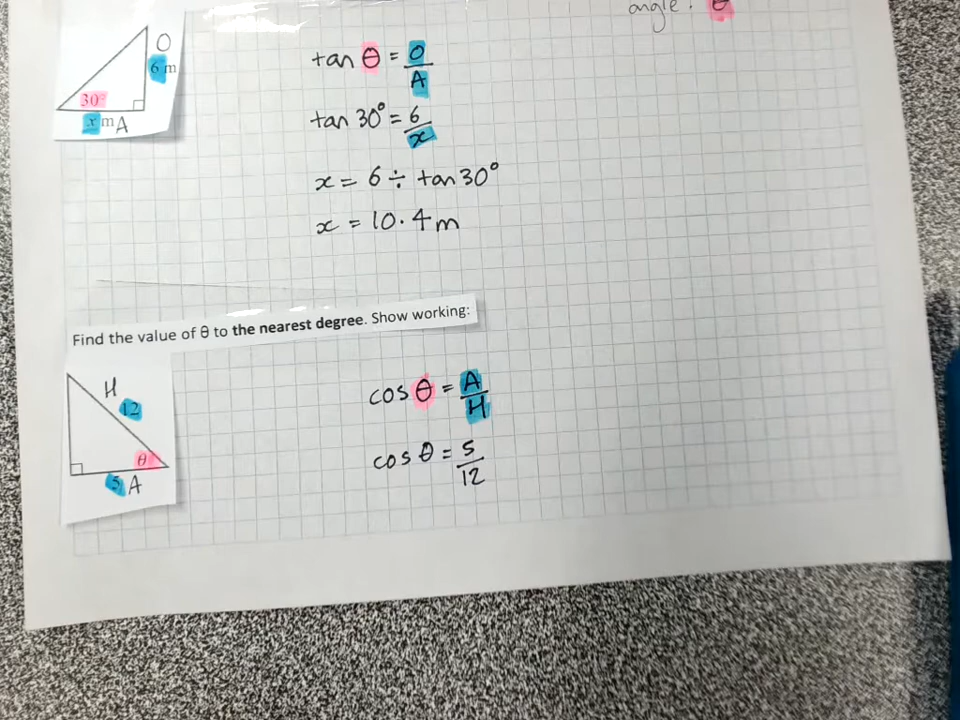 angle. θ
O
6 m
30°
x m A
tan θ = O/A
tan 30° = 6/x
x = 6 ÷ tan 30°
x = 10.4 m
Find the value of θ to the nearest degree. Show working:
H
12
θ
5 A
cos θ = A/H
cos θ = 5/12